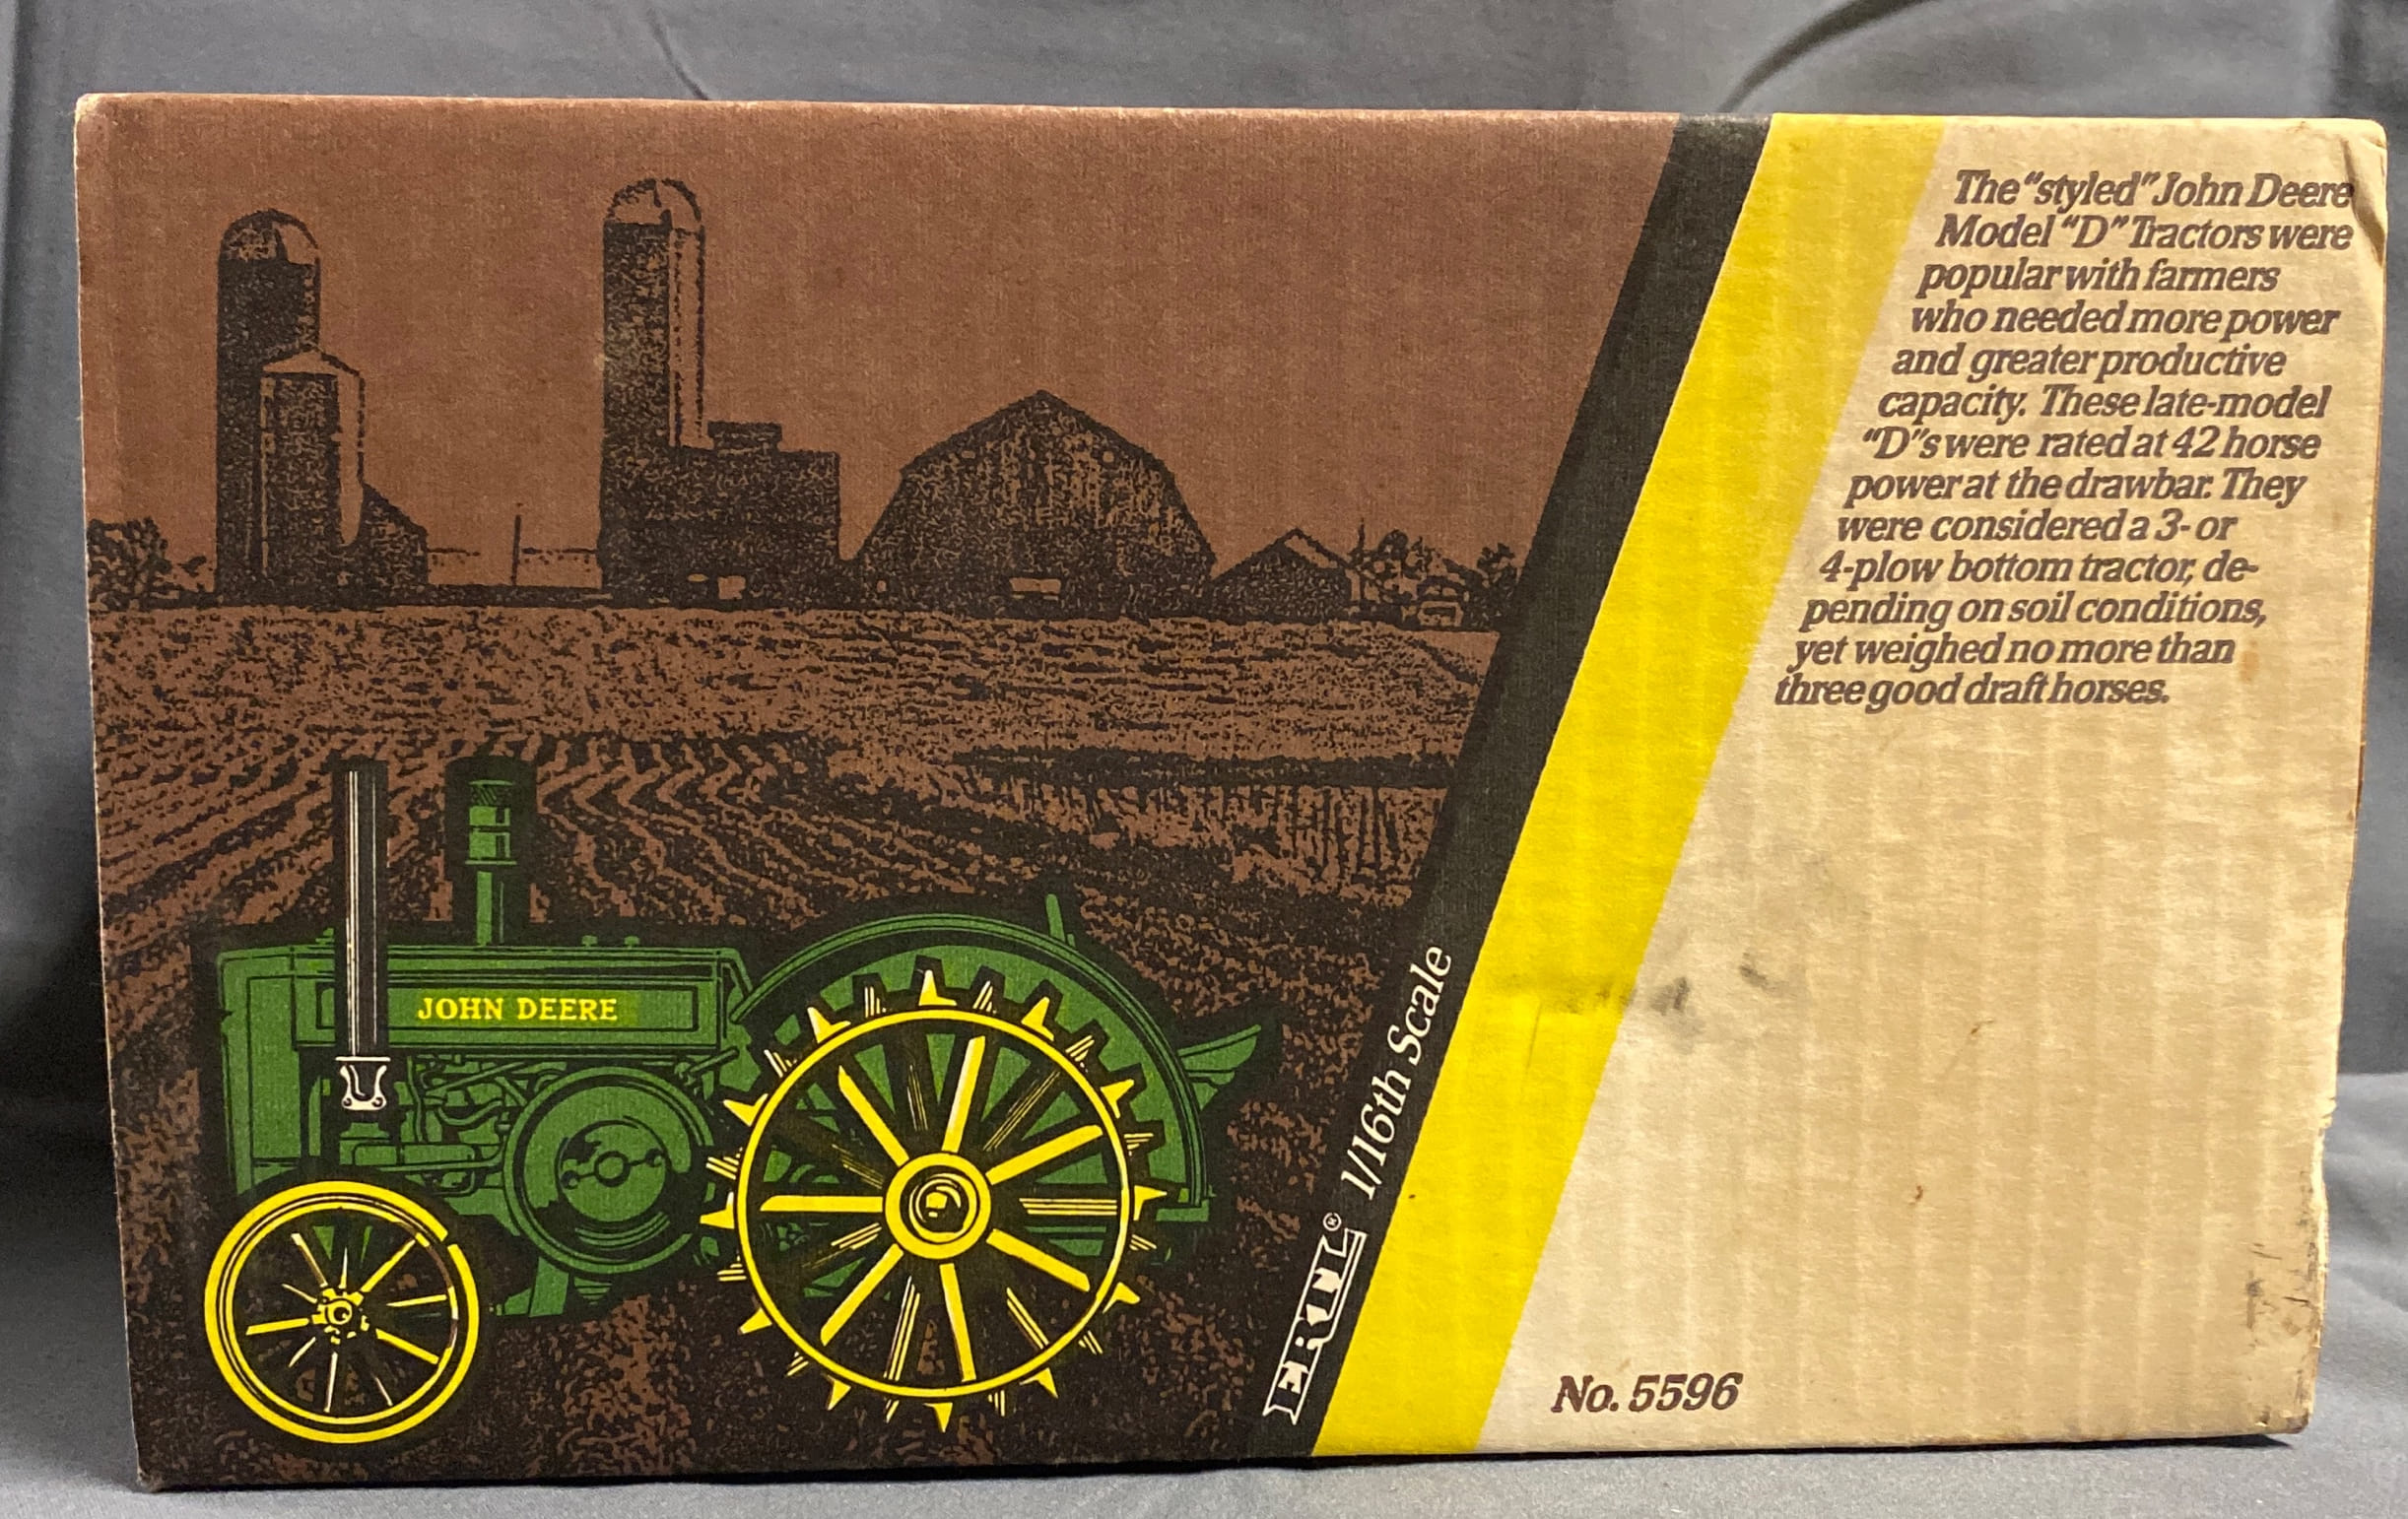 The "styled" John Deere
Model "D" Tractors were
popular with farmers
who needed more power
and greater productive
capacity. These late-model
"D"s were rated at 42 horse
power at the drawbar. They
were considered a 3- or
4-plow bottom tractor, de-
pending on soil conditions,
yet weighed no more than
three good draft horses.
JOHN DEERE
ERTL® 1/16th Scale
No. 5596